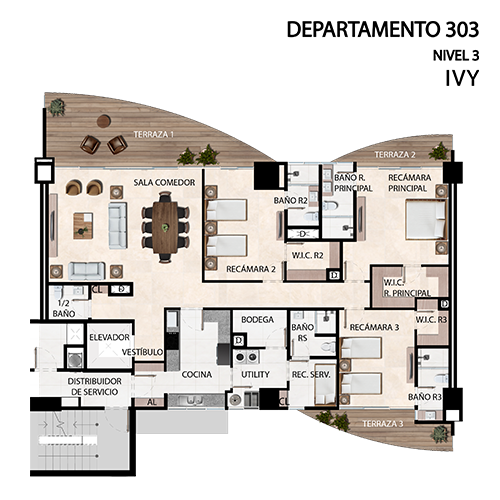 DEPARTAMENTO 303
NIVEL 3
IVY
TERRAZA 1
TERRAZA 2
SALA COMEDOR
BAÑO R2
BAÑO R.
PRINCIPAL
RECÁMARA
PRINCIPAL
D
RECÁMARA 2
W.I.C. R2
D
W.I.C.
R. PRINCIPAL
CL
D
1/2
BAÑO
BODEGA
D
BAÑO
RS
D
RECÁMARA 3
W.I.C. R3
ELEVADOR
VESTÍBULO
COCINA
UTILITY
REC. SERV.
DISTRIBUIDOR
DE SERVICIO
AL
CL
BAÑO R3
TERRAZA 3